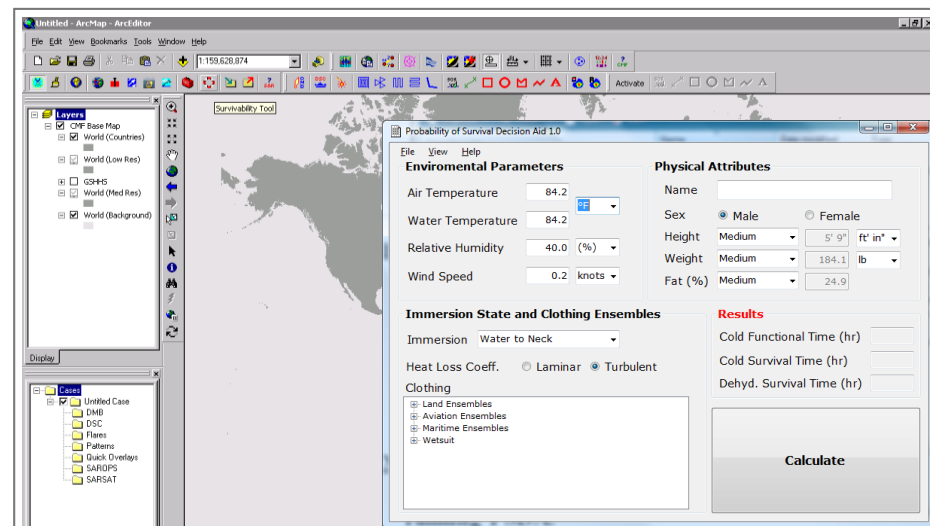 Untitled - ArcMap - ArcEditor
File Edit View Bookmarks Tools Window Help
1:159,628,874
Activate
Layers
CMF Base Map
World (Countries)
World (Low Res)
GSHHS
World (Med Res)
World (Background)
Display
Cases
Untitled Case
DMB
DSC
Flares
Patterns
Quick Overlays
SAROPS
SARSAT
Survivability Tool
Probability of Survival Decision Aid 1.0
File View Help
Enviromental Parameters
Air Temperature 84.2 °F
Water Temperature 84.2
Relative Humidity 40.0 (%)
Wind Speed 0.2 knots
Physical Attributes
Name
Sex Male Female
Height Medium 5' 9" ft' in"
Weight Medium 184.1 lb
Fat (%) Medium 24.9
Immersion State and Clothing Ensembles
Immersion Water to Neck
Heat Loss Coeff. Laminar Turbulent
Clothing
Land Ensembles
Aviation Ensembles
Maritime Ensembles
Wetsuit
Results
Cold Functional Time (hr)
Cold Survival Time (hr)
Dehyd. Survival Time (hr)
Calculate